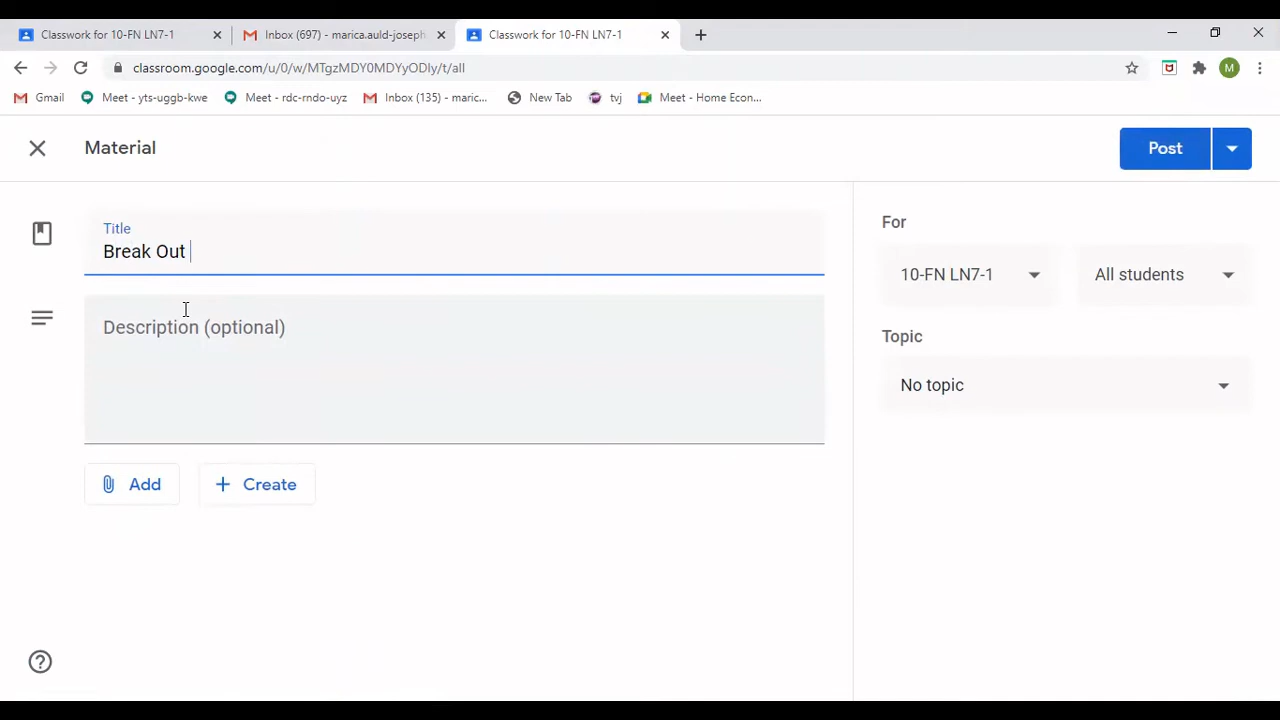 Classwork for 10-FN LN7-1
Inbox (697) - marica.auld-joseph
Classwork for 10-FN LN7-1
classroom.google.com/u/0/w/MTgzMDY0MDYyODIy/t/all
M
Gmail
Meet - yts-uggb-kwe
Meet - rdc-rndo-uyz
Inbox (135) - maric...
New Tab
tvj
Meet - Home Econ...
Material
Post
Title
Break Out
Description (optional)
Add
Create
For
10-FN LN7-1
All students
Topic
No topic